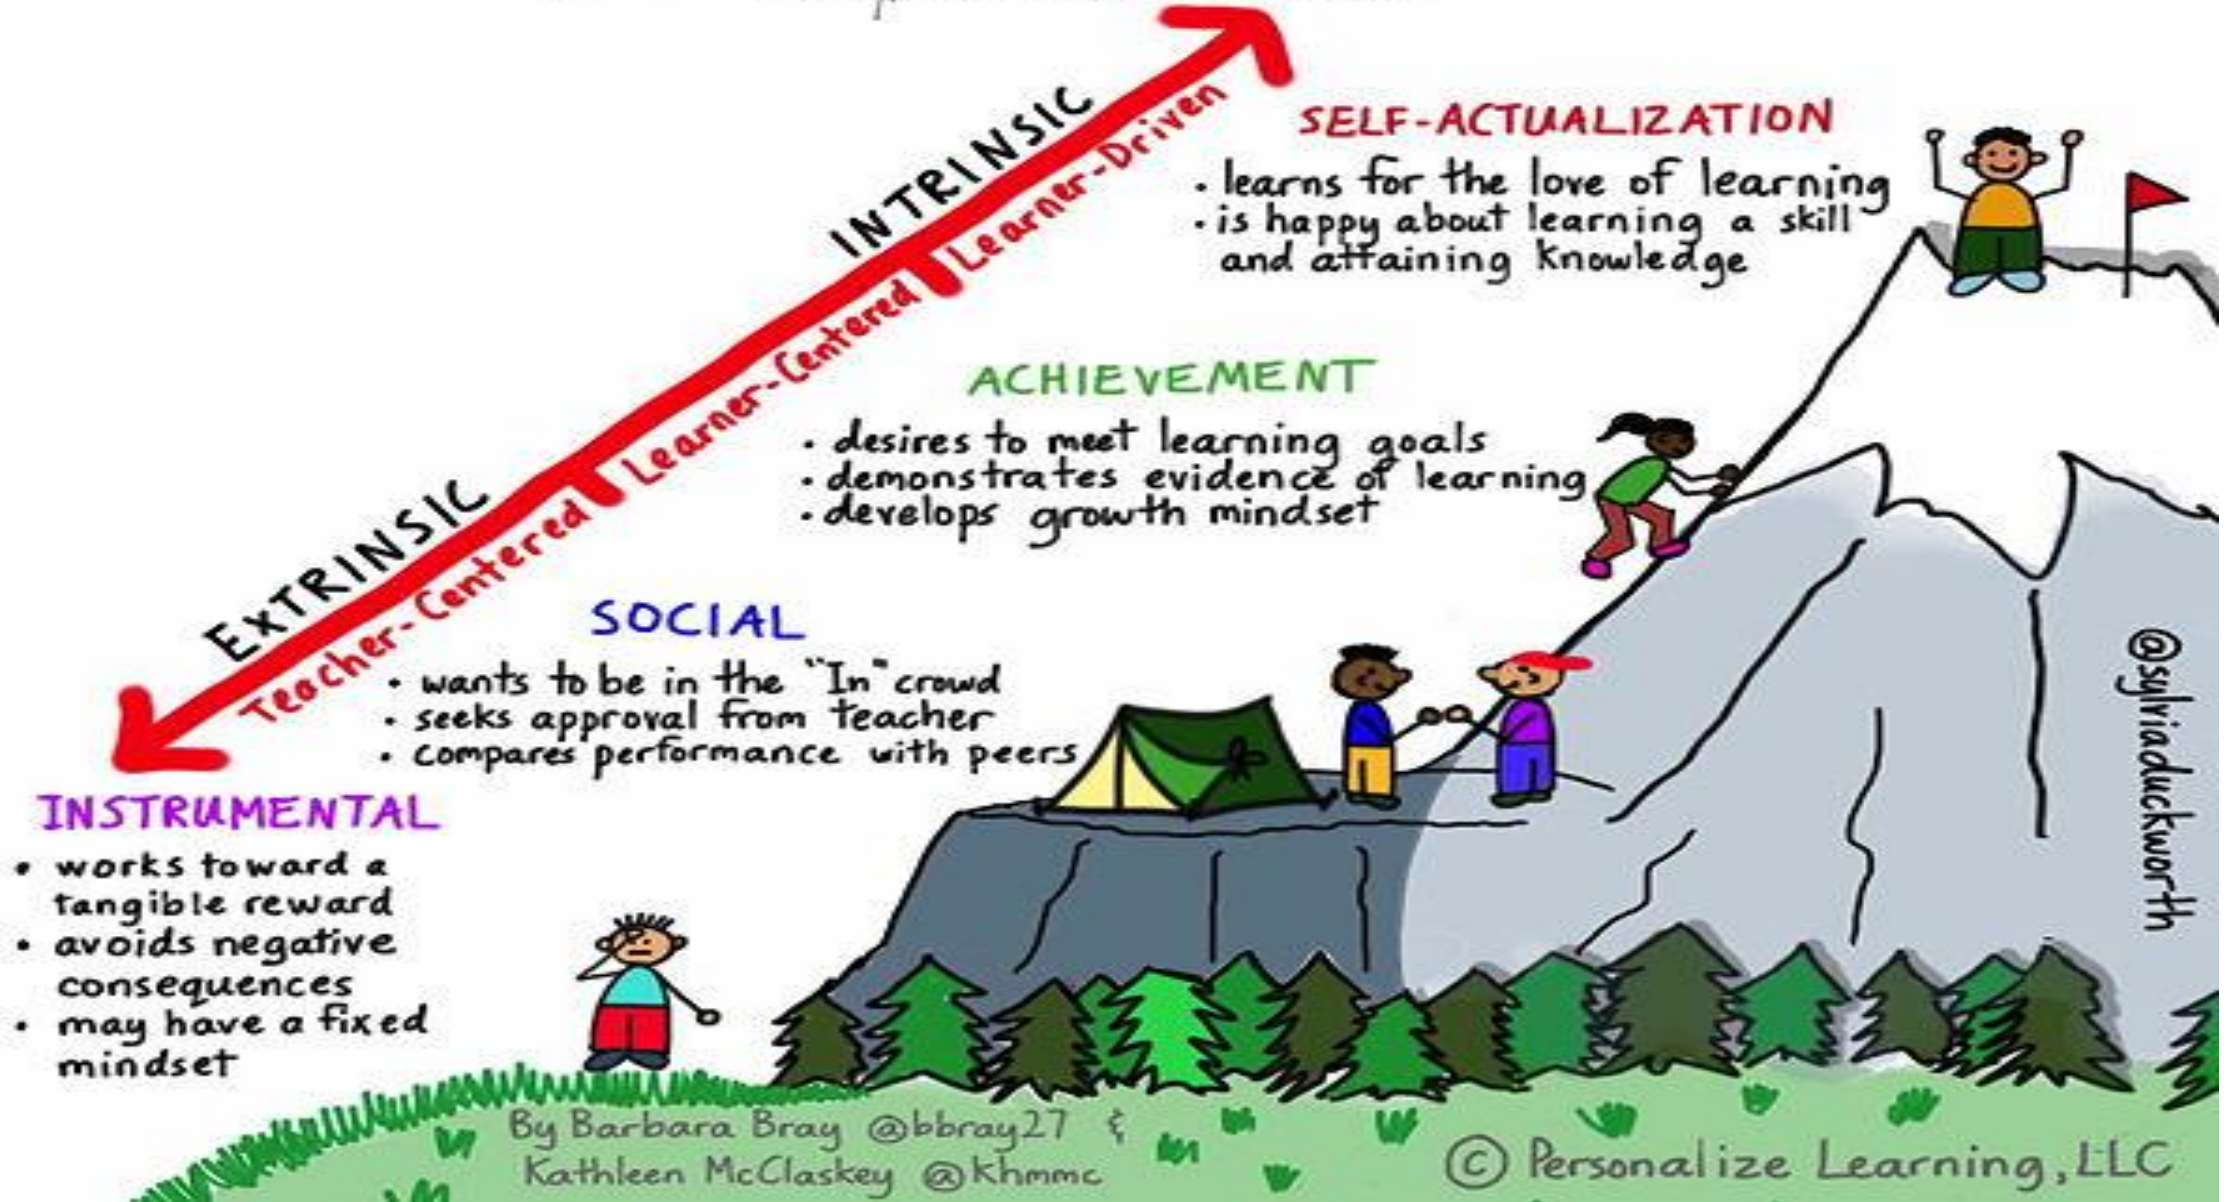 INTRINSIC
Learner-Driven
SELF-ACTUALIZATION
• learns for the love of learning
• is happy about learning a skill
and attaining knowledge
Learner-Centered
ACHIEVEMENT
• desires to meet learning goals
• demonstrates evidence of learning
• develops growth mindset
EXTRINSIC
Teacher-Centered
SOCIAL
• wants to be in the "In" crowd
• seeks approval from teacher
• compares performance with peers
INSTRUMENTAL
• works toward a
tangible reward
• avoids negative
consequences
• may have a fixed
mindset
@sylviaduckworth
By Barbara Bray @bbray27 &
Kathleen McClaskey @khmmc
© Personalize Learning, LLC